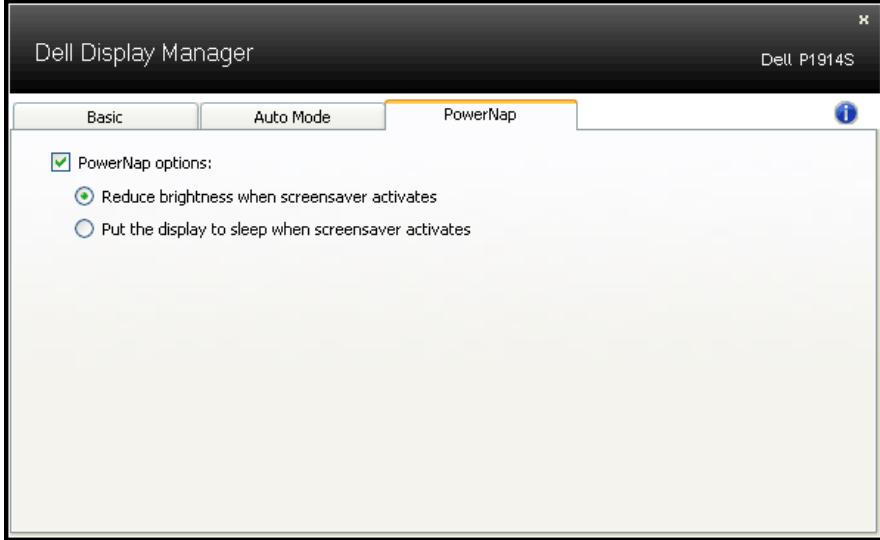 x
Dell Display Manager
Dell P1914S
Basic
Auto Mode
PowerNap
i
PowerNap options:
Reduce brightness when screensaver activates
Put the display to sleep when screensaver activates